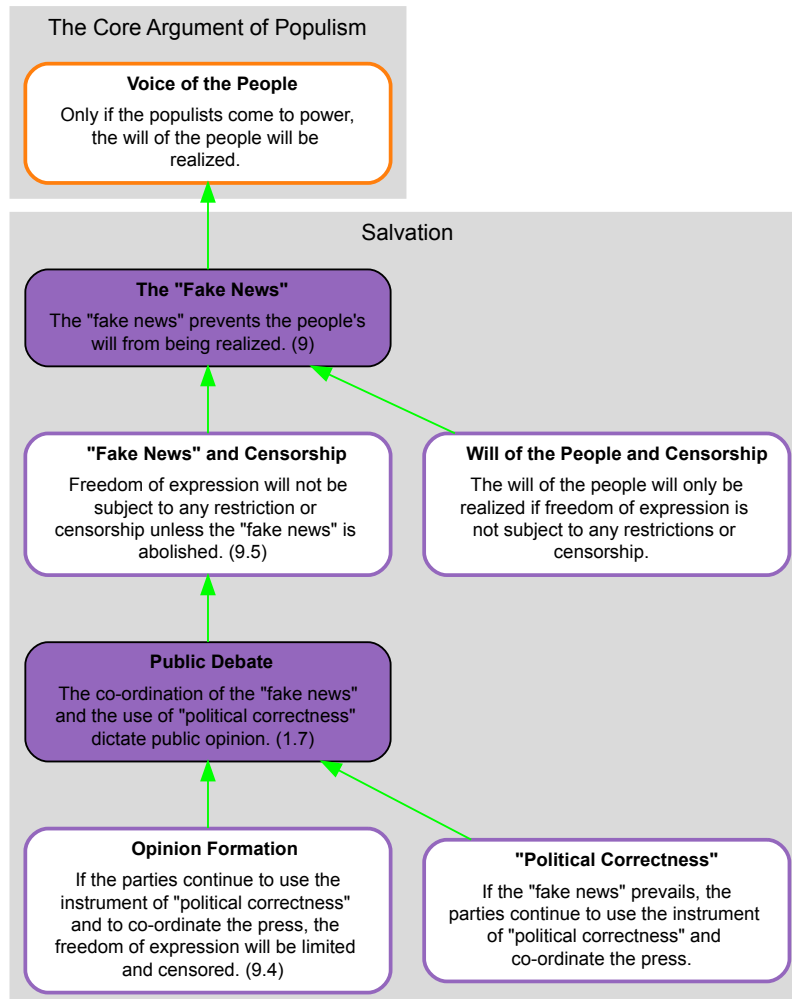 The Core Argument of Populism
Voice of the People
Only if the populists come to power,
the will of the people will be
realized.
Salvation
The "Fake News"
The "fake news" prevents the people's
will from being realized. (9)
"Fake News" and Censorship
Freedom of expression will not be
subject to any restriction or
censorship unless the "fake news" is
abolished. (9.5)
Will of the People and Censorship
The will of the people will only be
realized if freedom of expression is
not subject to any restrictions or
censorship.
Public Debate
The co-ordination of the "fake news"
and the use of "political correctness"
dictate public opinion. (1.7)
Opinion Formation
If the parties continue to use the
instrument of "political correctness"
and to co-ordinate the press, the
freedom of expression will be limited
and censored. (9.4)
"Political Correctness"
If the "fake news" prevails, the
parties continue to use the instrument
of "political correctness" and
co-ordinate the press.